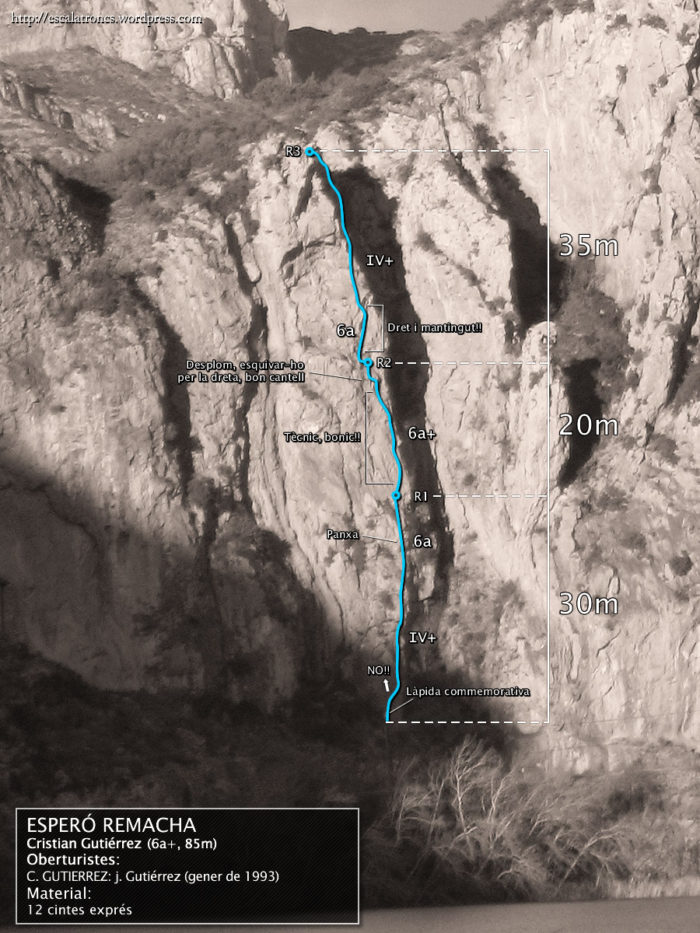 http://escalatroncs.wordpress.com
R3
35m
IV+
6a
Dret i mantingut!!
R2
Desplom, esquivar-ho
per la dreta, bon cantell
20m
6a+
Tècnic, bonic!!
R1
Panxa
6a
30m
IV+
NO!!
Làpida commemorativa
ESPERÓ REMACHA
Cristian Gutiérrez (6a+, 85m)
Oberturistes:
C. GUTIERREZ: j. Gutiérrez (gener de 1993)
Material:
12 cintes exprés